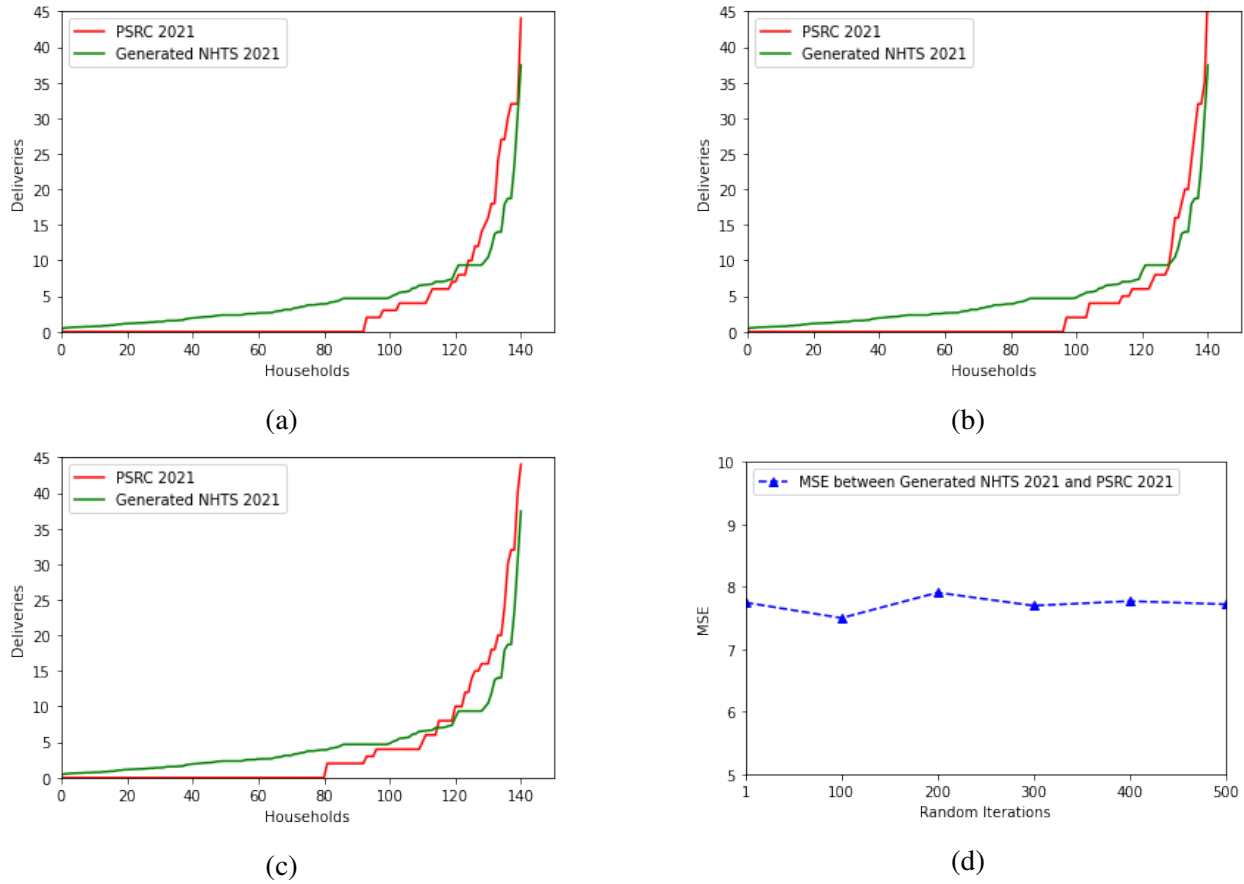 45
40
35
30
25
20
15
10
5
0
Deliveries
PSRC 2021
Generated NHTS 2021
0 20 40 60 80 100 120 140
Households
(a)
45
40
35
30
25
20
15
10
5
0
Deliveries
PSRC 2021
Generated NHTS 2021
0 20 40 60 80 100 120 140
Households
(b)
45
40
35
30
25
20
15
10
5
0
Deliveries
PSRC 2021
Generated NHTS 2021
0 20 40 60 80 100 120 140
Households
(c)
10
9
8
7
6
5
MSE
MSE between Generated NHTS 2021 and PSRC 2021
1 100 200 300 400 500
Random Iterations
(d)